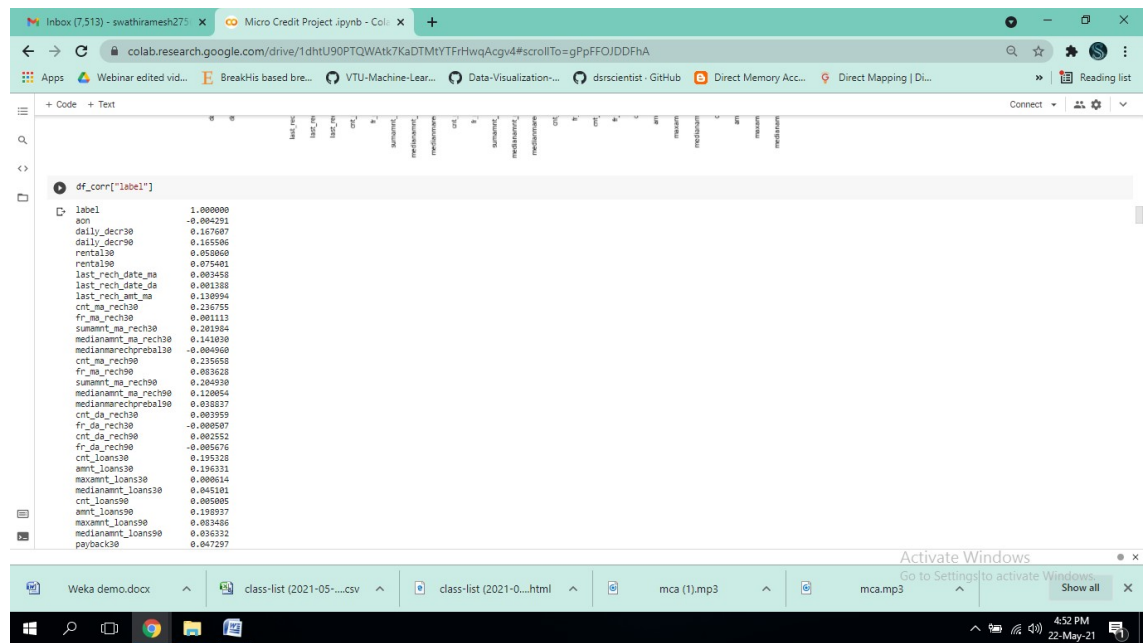 Inbox (7,513) - swathiramesh275 Micro Credit Project .ipynb - Cola
colab.research.google.com/drive/1dhtU90PTQWAtk7KaDTMtYTFrHwqAcgv4#scrollTo=gPpFFOJDDFhA
Apps Webinar edited vid... BreakHis based bre... VTU-Machine-Lear... Data-Visualization-... dsrscientist · GitHub Direct Memory Acc... Direct Mapping | Di... » Reading list
+ Code + Text Connect
df_corr["label"]
label 1.000000
aon -0.004291
daily_decr30 0.167607
daily_decr90 0.165506
rental30 0.058060
rental90 0.075401
last_rech_date_ma 0.003458
last_rech_date_da 0.001388
last_rech_amt_ma 0.130994
cnt_ma_rech30 0.236755
fr_ma_rech30 0.001113
sumamnt_ma_rech30 0.201984
medianamnt_ma_rech30 0.141030
medianmarechprebal30 -0.004960
cnt_ma_rech90 0.235658
fr_ma_rech90 0.083628
sumamnt_ma_rech90 0.204930
medianamnt_ma_rech90 0.120054
medianmarechprebal90 0.038837
cnt_da_rech30 0.003959
fr_da_rech30 -0.000507
cnt_da_rech90 0.002552
fr_da_rech90 -0.005676
cnt_loans30 0.195328
amnt_loans30 0.196331
maxamnt_loans30 0.000614
medianamnt_loans30 0.045101
cnt_loans90 0.005005
amnt_loans90 0.198937
maxamnt_loans90 0.083486
medianamnt_loans90 0.036332
payback30 0.047297
Activate Windows
Go to Settings to activate Windows.
Weka demo.docx class-list (2021-05-....csv class-list (2021-0....html mca (1).mp3 mca.mp3 Show all
4:52 PM
22-May-21